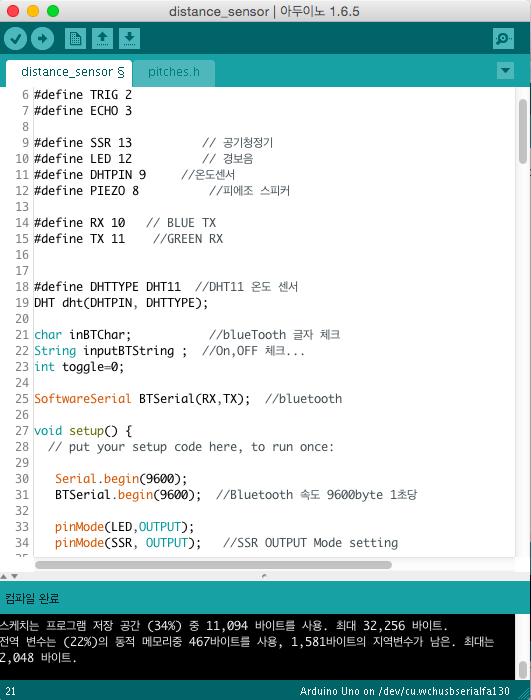 distance_sensor | 아두이노 1.6.5
distance_sensor § pitches.h
6 #define TRIG 2
7 #define ECHO 3
8
9 #define SSR 13 // 공기청정기
10 #define LED 12 // 경보음
11 #define DHTPIN 9 //온도센서
12 #define PIEZO 8 //피에조 스피커
13
14 #define RX 10 // BLUE TX
15 #define TX 11 //GREEN RX
16
17
18 #define DHTTYPE DHT11 //DHT11 온도 센서
19 DHT dht(DHTPIN, DHTTYPE);
20
21 char inBTChar; //blueTooth 글자 체크
22 String inputBTString ; //On,OFF 체크...
23 int toggle=0;
24
25 SoftwareSerial BTSerial(RX,TX); //bluetooth
26
27 void setup() {
28 // put your setup code here, to run once:
29
30 Serial.begin(9600);
31 BTSerial.begin(9600); //Bluetooth 속도 9600byte 1초당
32
33 pinMode(LED,OUTPUT);
34 pinMode(SSR, OUTPUT); //SSR OUTPUT Mode setting
35
컴파일 완료
스케치는 프로그램 저장 공간 (34%) 중 11,094 바이트를 사용. 최대 32,256 바이트.
전역 변수는 (22%)의 동적 메모리중 467바이트를 사용, 1,581바이트의 지역변수가 남은. 최대는
2,048 바이트.
21 Arduino Uno on /dev/cu.wchusbserialfa130